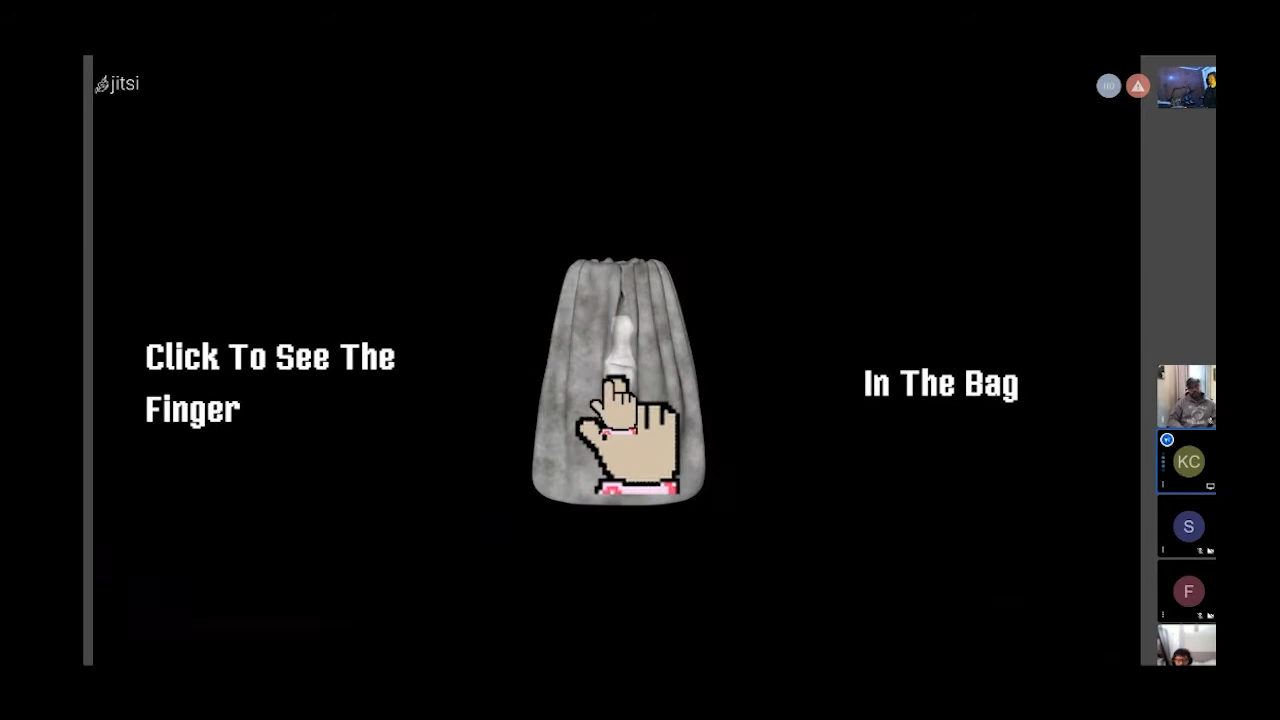 jitsi
Click To See The
Finger
In The Bag
KC
S
F